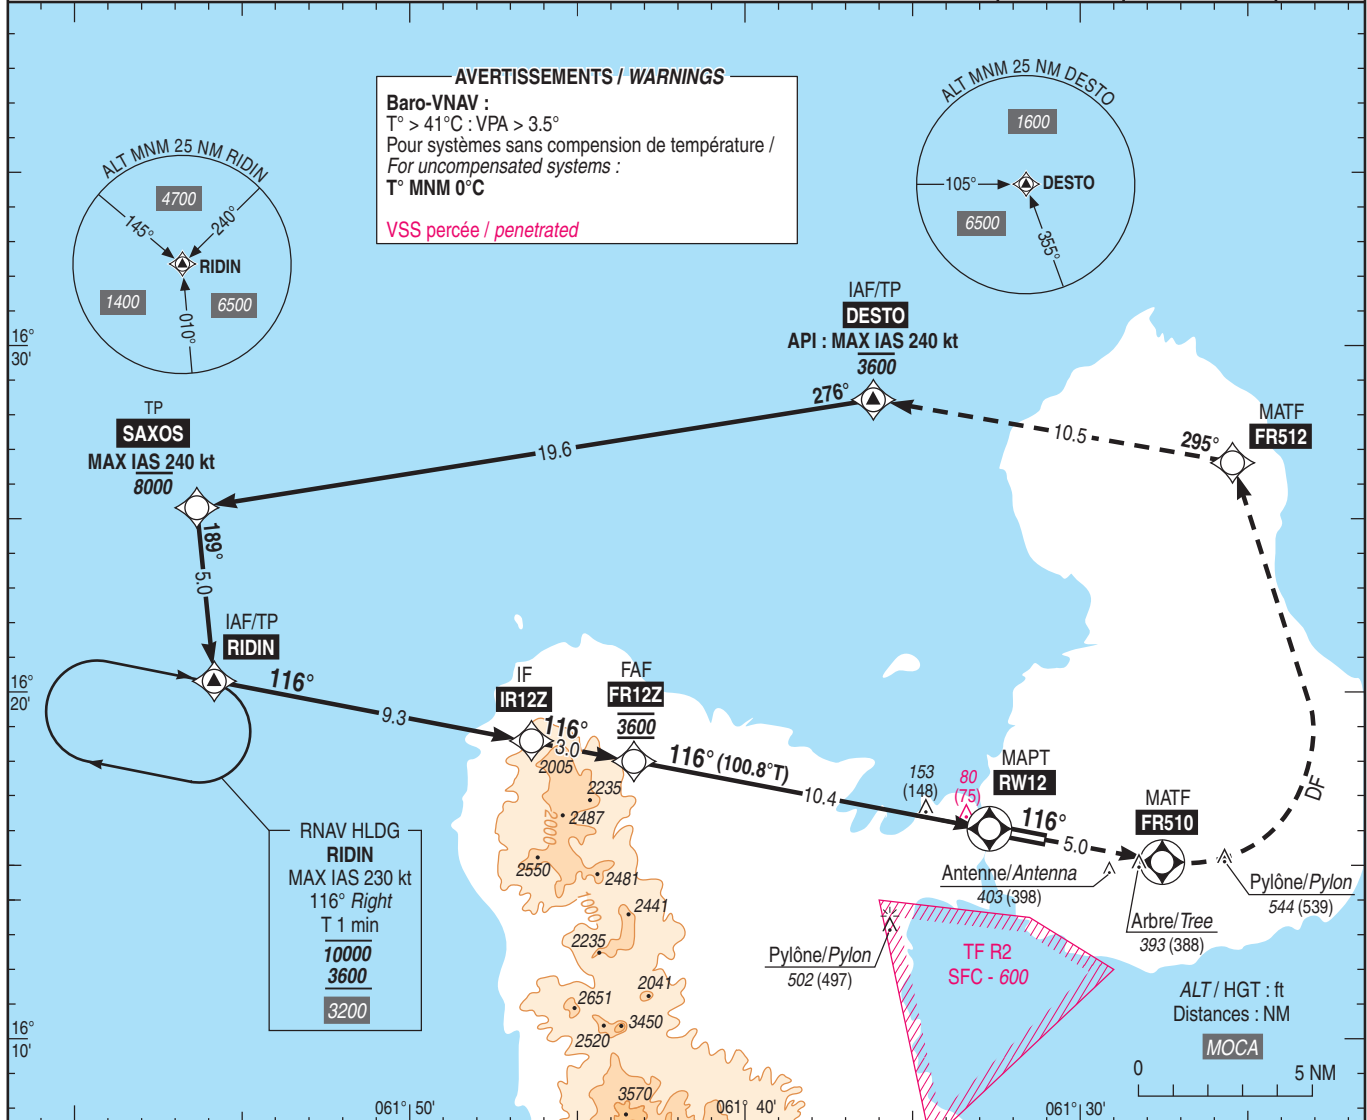 AVERTISSEMENTS / WARNINGS
Baro-VNAV :
T° > 41°C : VPA > 3.5°
Pour systèmes sans compension de température /
For uncompensated systems :
T° MNM 0°C
VSS percée / penetrated
ALT MNM 25 NM RIDIN
4700
145°
240°
RIDIN
1400
6500
010°
ALT MNM 25 NM DESTO
1600
105°
DESTO
6500
355°
16°
30'
IAF/TP
DESTO
API : MAX IAS 240 kt
3600
276°
TP
SAXOS
MAX IAS 240 kt
8000
19.6
10.5
295°
MATF
FR512
189°
5.0
IAF/TP
RIDIN
116°
9.3
16°
20'
IF
IR12Z
FAF
FR12Z
3600
116°
3.0
116° (100.8°T)
10.4
2005
2235
2487
2000
2550
2481
1000
2441
2235
2041
2651
3450
2520
3570
153
(148)
80
(75)
MAPT
RW12
116°
5.0
MATF
FR510
DF
Antenne/Antenna
403 (398)
Arbre/Tree
393 (388)
Pylône/Pylon
544 (539)
Pylône/Pylon
502 (497)
TF R2
SFC - 600
RNAV HLDG
RIDIN
MAX IAS 230 kt
116° Right
T 1 min
10000
3600
3200
ALT / HGT : ft
Distances : NM
MOCA
0
5 NM
16°
10'
061° 50'
061° 40'
061° 30'